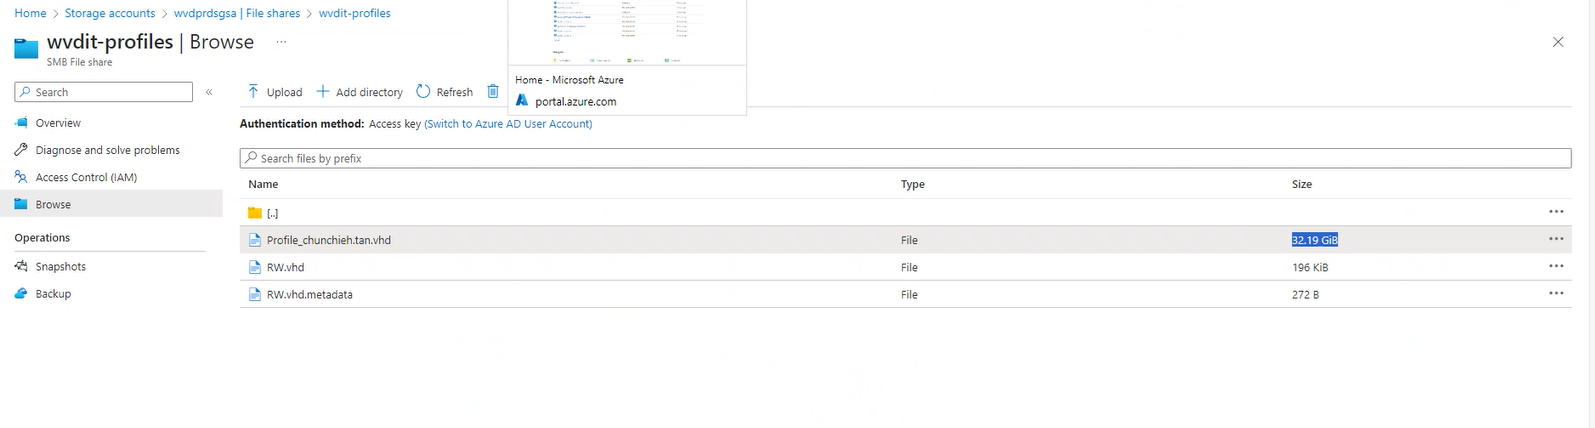 Home > Storage accounts > wvdprdsgsa | File shares > wvdit-profiles
wvdit-profiles | Browse ...
SMB File share
Home - Microsoft Azure
portal.azure.com
Search «
Upload + Add directory Refresh
Authentication method: Access key (Switch to Azure AD User Account)
Search files by prefix
Overview
Diagnose and solve problems
Access Control (IAM)
Browse
Operations
Snapshots
Backup
Name Type Size
[..] ...
Profile_chunchieh.tan.vhd File 32.19 GiB ...
RW.vhd File 196 KiB ...
RW.vhd.metadata File 272 B ...